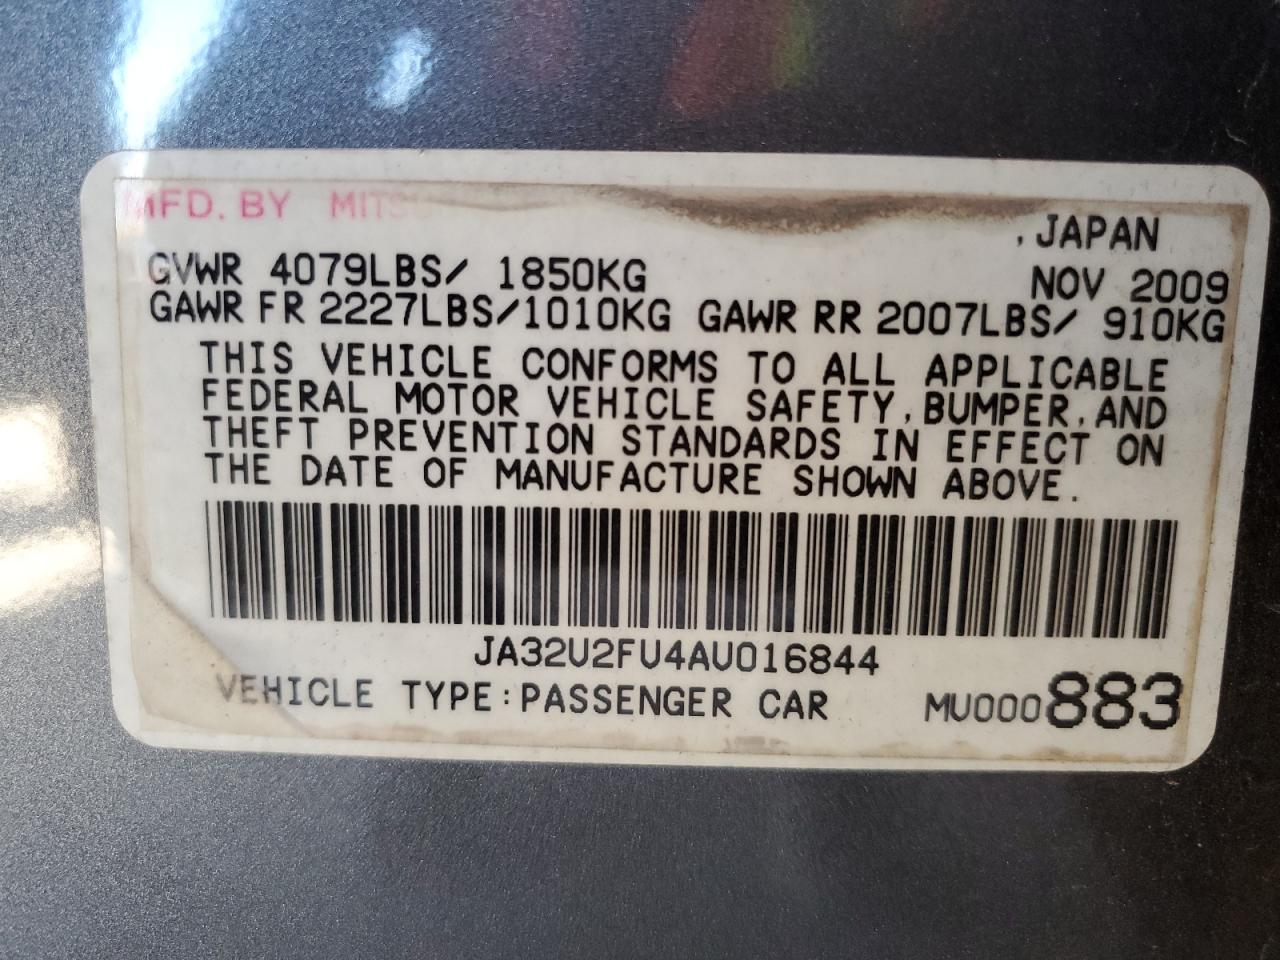 MFD. BY MITS
, JAPAN
GVWR 4079LBS/ 1850KG NOV 2009
GAWR FR 2227LBS/1010KG GAWR RR 2007LBS/ 910KG
THIS VEHICLE CONFORMS TO ALL APPLICABLE
FEDERAL MOTOR VEHICLE SAFETY, BUMPER, AND
THEFT PREVENTION STANDARDS IN EFFECT ON
THE DATE OF MANUFACTURE SHOWN ABOVE.
JA32U2FU4AU016844
VEHICLE TYPE:PASSENGER CAR MU000883